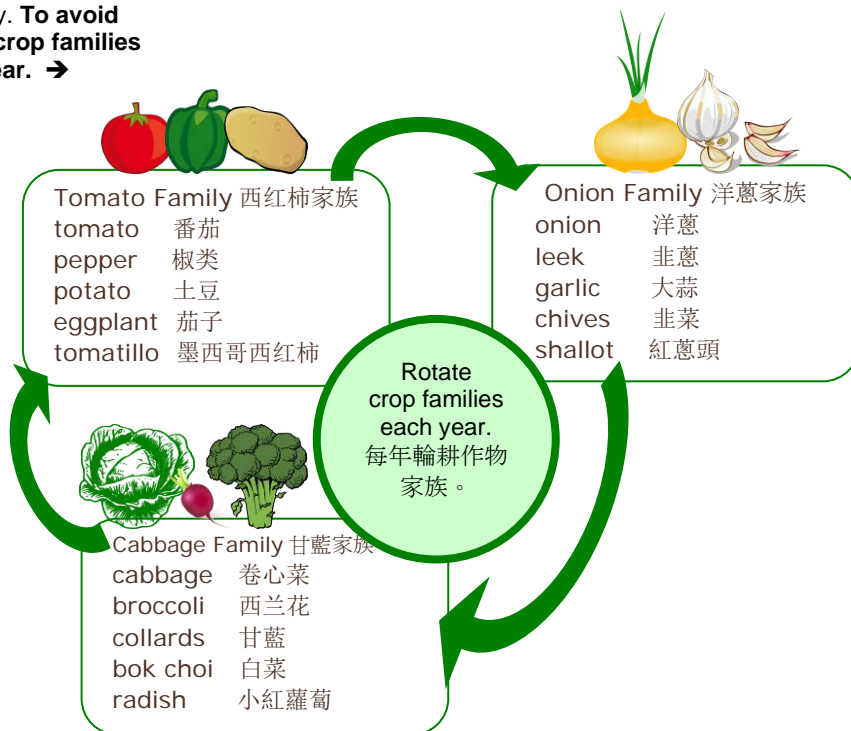 y. To avoid
crop families
ear. →
Tomato Family 西红柿家族
tomato 番茄
pepper 椒类
potato 土豆
eggplant 茄子
tomatillo 墨西哥西红柿
Onion Family 洋蔥家族
onion 洋蔥
leek 韭蔥
garlic 大蒜
chives 韭菜
shallot 紅蔥頭
Rotate
crop families
each year.
每年輪耕作物
家族。
Cabbage Family 甘藍家族
cabbage 卷心菜
broccoli 西兰花
collards 甘藍
bok choi 白菜
radish 小紅蘿蔔